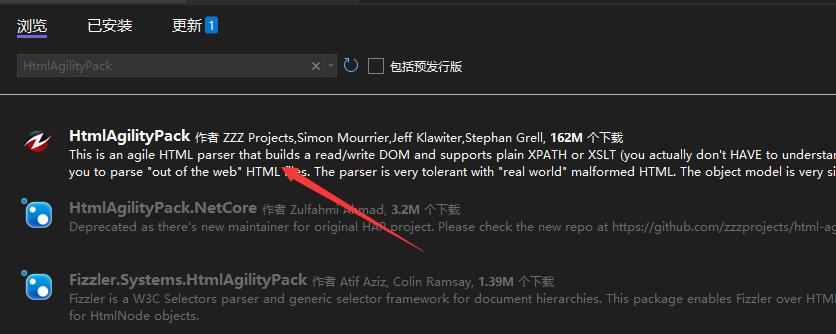 浏览 已安装 更新 1
HtmlAgilityPack 包括预发行版
HtmlAgilityPack 作者 ZZZ Projects,Simon Mourrier,Jeff Klawiter,Stephan Grell, 162M 个下载
This is an agile HTML parser that builds a read/write DOM and supports plain XPATH or XSLT (you actually don't HAVE to understan
you to parse "out of the web" HTML files. The parser is very tolerant with "real world" malformed HTML. The object model is very si
HtmlAgilityPack.NetCore 作者 Zulfahmi Ahmad, 3.2M 个下载
Deprecated as there's new maintainer for original HAP project. Please check the new repo at https://github.com/zzzprojects/html-ag
Fizzler.Systems.HtmlAgilityPack 作者 Atif Aziz, Colin Ramsay, 1.39M 个下载
Fizzler is a W3C Selectors parser and generic selector framework for document hierarchies. This package enables Fizzler over HTM
for HtmlNode objects.